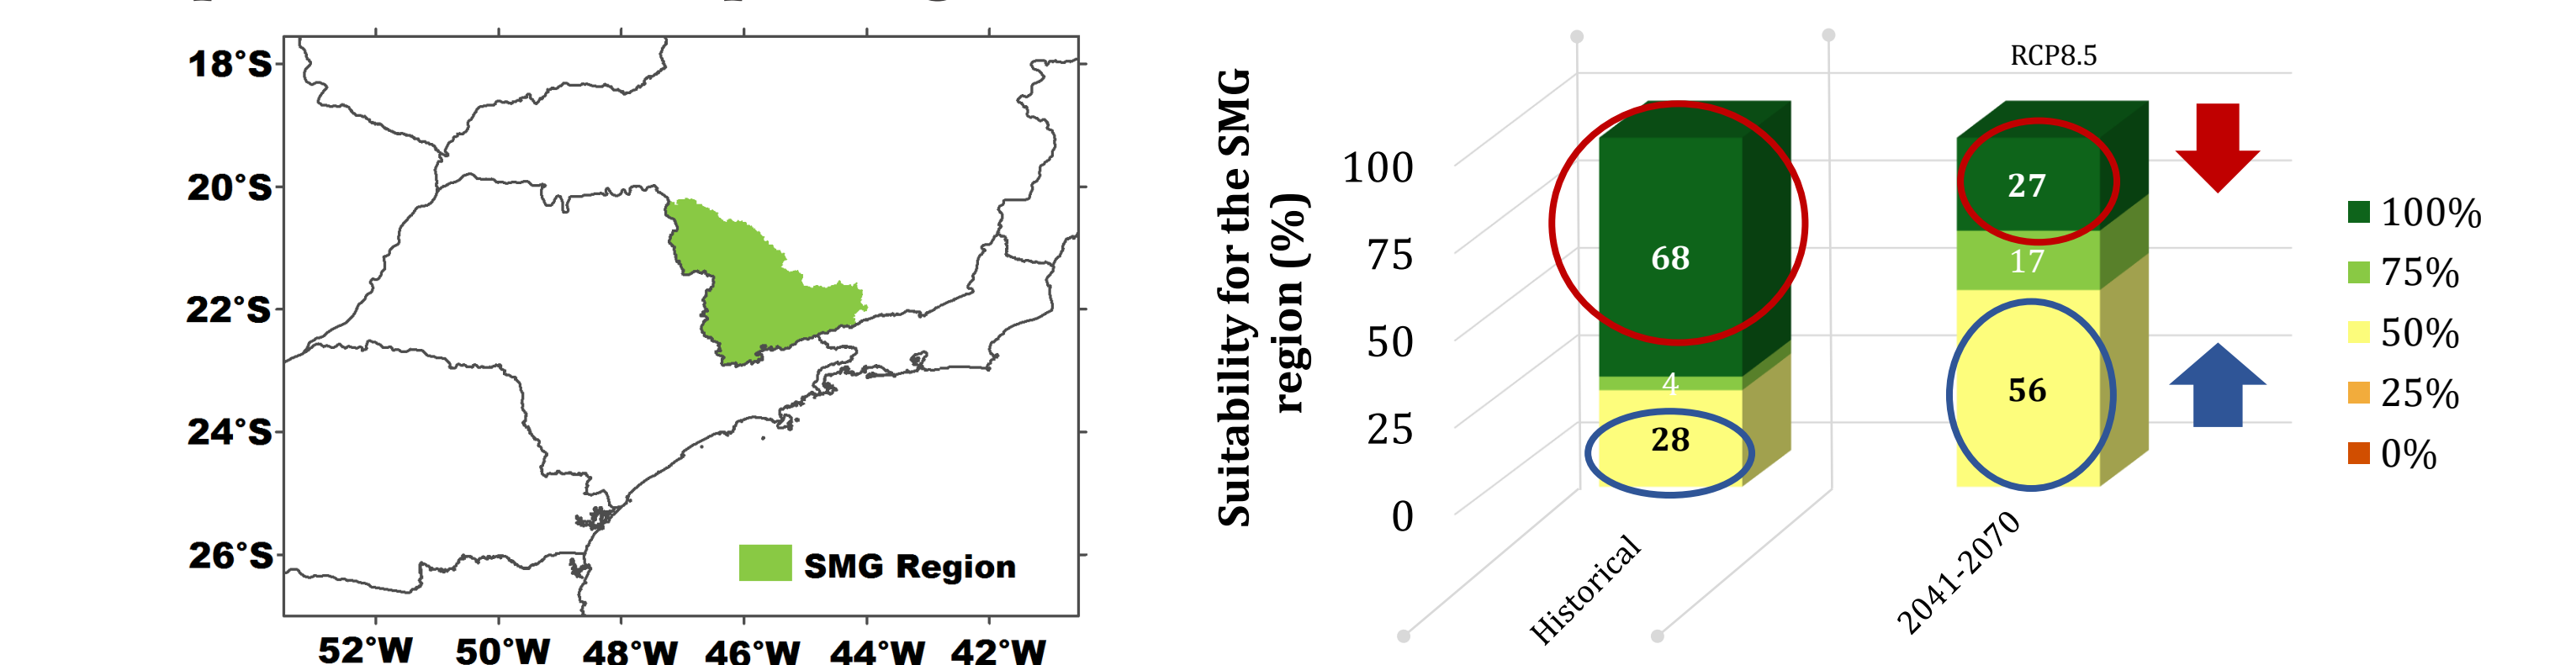 18°S
20°S
22°S
24°S
26°S
52°W 50°W 48°W 46°W 44°W 42°W
SMG Region
Suitability for the SMG
region (%)
100
75
50
25
0
RCP8.5
68
4
28
27
17
56
Historical
2041-2070
100%
75%
50%
25%
0%